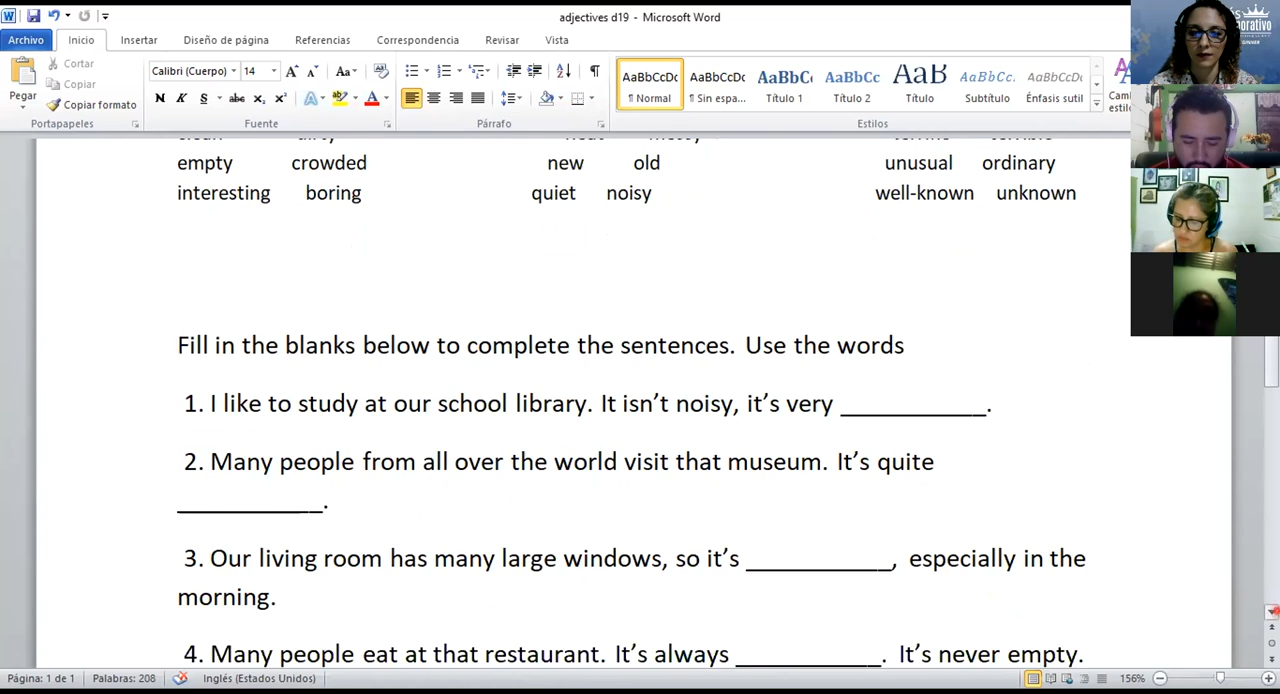 adjectives d19 - Microsoft Word
Archivo Inicio Insertar Diseño de página Referencias Correspondencia Revisar Vista
Cortar
Copiar
Copiar formato
Pegar
Portapapeles
Calibri (Cuerpo) 14
Fuente
Párrafo
AaBbCcDc AaBbCcDc AaBbC AaBbCc AaB AaBbCc. AaBbCcDc
¶ Normal ¶ Sin espa... Título 1 Título 2 Título Subtítulo Énfasis sutil
Estilos
empty crowded new old unusual ordinary
interesting boring quiet noisy well-known unknown
Fill in the blanks below to complete the sentences. Use the words
1. I like to study at our school library. It isn’t noisy, it’s very ___________.
2. Many people from all over the world visit that museum. It’s quite
___________.
3. Our living room has many large windows, so it’s ___________, especially in the
morning.
4. Many people eat at that restaurant. It’s always ___________. It’s never empty.
Página: 1 de 1 Palabras: 208 Inglés (Estados Unidos) 156%